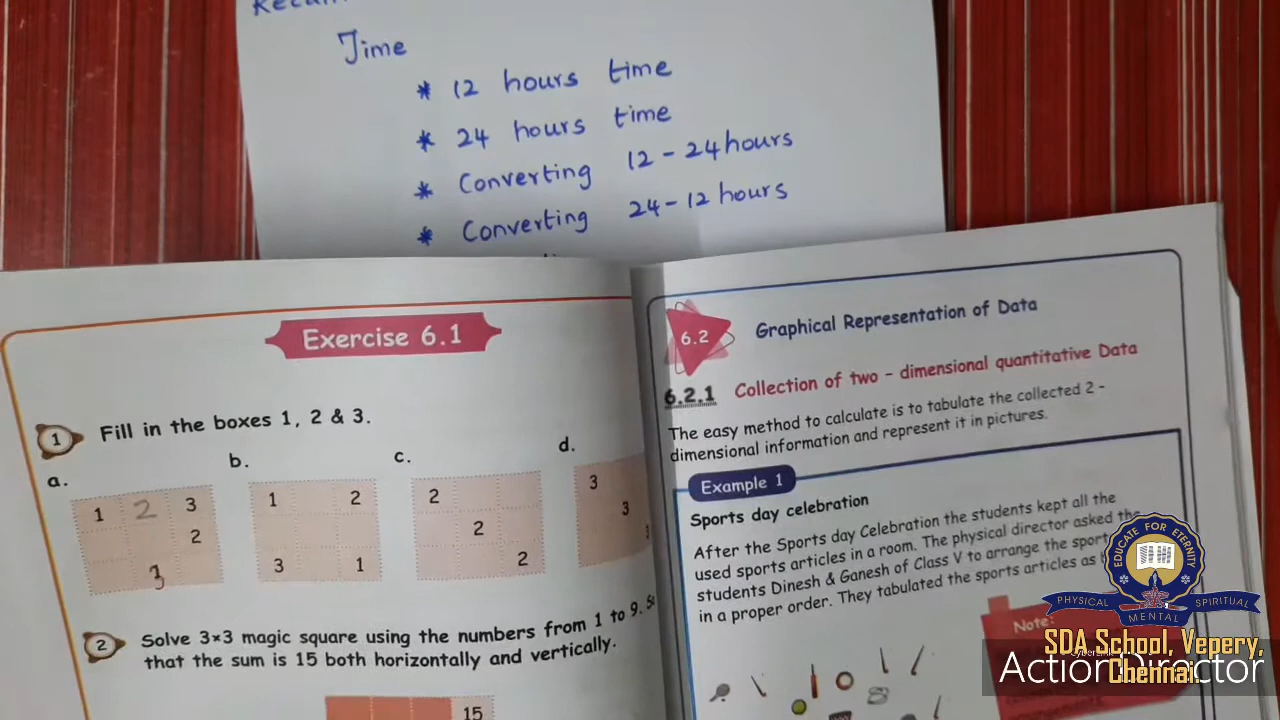 Time
* 12 hours time
* 24 hours time
* Converting 12 - 24 hours
* Converting 24 - 12 hours
Exercise 6.1
1 Fill in the boxes 1, 2 & 3.
a.
1 2 3
2
3
b.
1 2
3 1
c.
2
2
2
d.
3
3
2 Solve 3×3 magic square using the numbers from 1 to 9.
that the sum is 15 both horizontally and vertically.
15
6.2 Graphical Representation of Data
6.2.1 Collection of two - dimensional quantitative Data
The easy method to calculate is to tabulate the collected 2 -
dimensional information and represent it in pictures.
Example 1
Sports day celebration
After the Sports day Celebration the students kept all the
used sports articles in a room. The physical director asked the
students Dinesh & Ganesh of Class V to arrange the
in a proper order. They tabulated the sports articles as
Note:
EDUCATE FOR ETERNITY
PHYSICAL MENTAL SPIRITUAL
SDA School, Vepery,
Chennai